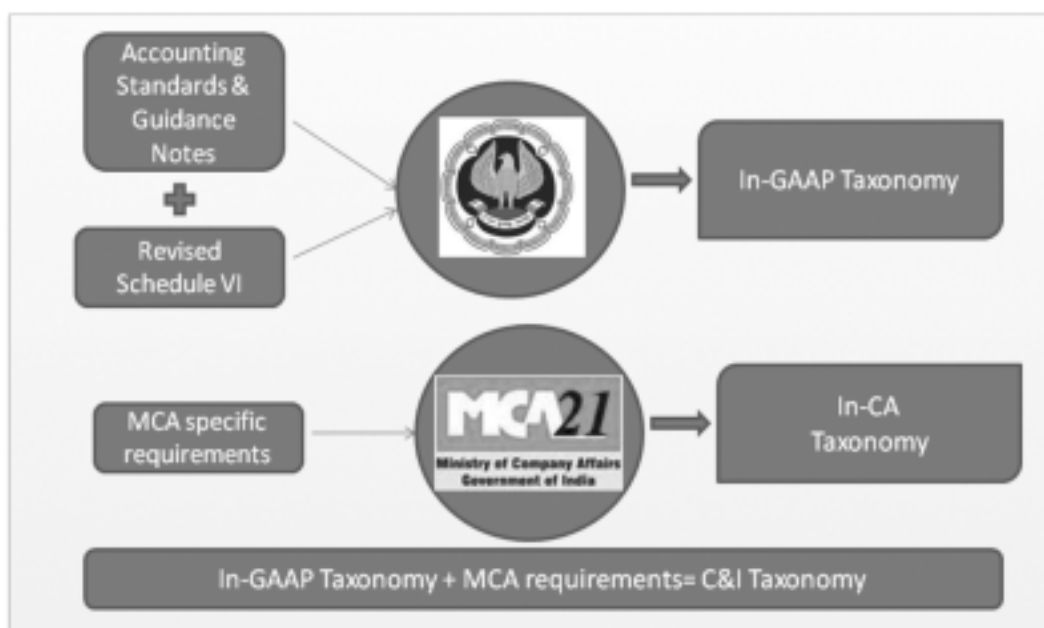 Accounting
Standards &
Guidance
Notes
Revised
Schedule VI
In-GAAP Taxonomy
MCA specific
requirements
MCA21
Ministry of Company Affairs
Government of India
In-CA
Taxonomy
In-GAAP Taxonomy + MCA requirements= C&I Taxonomy